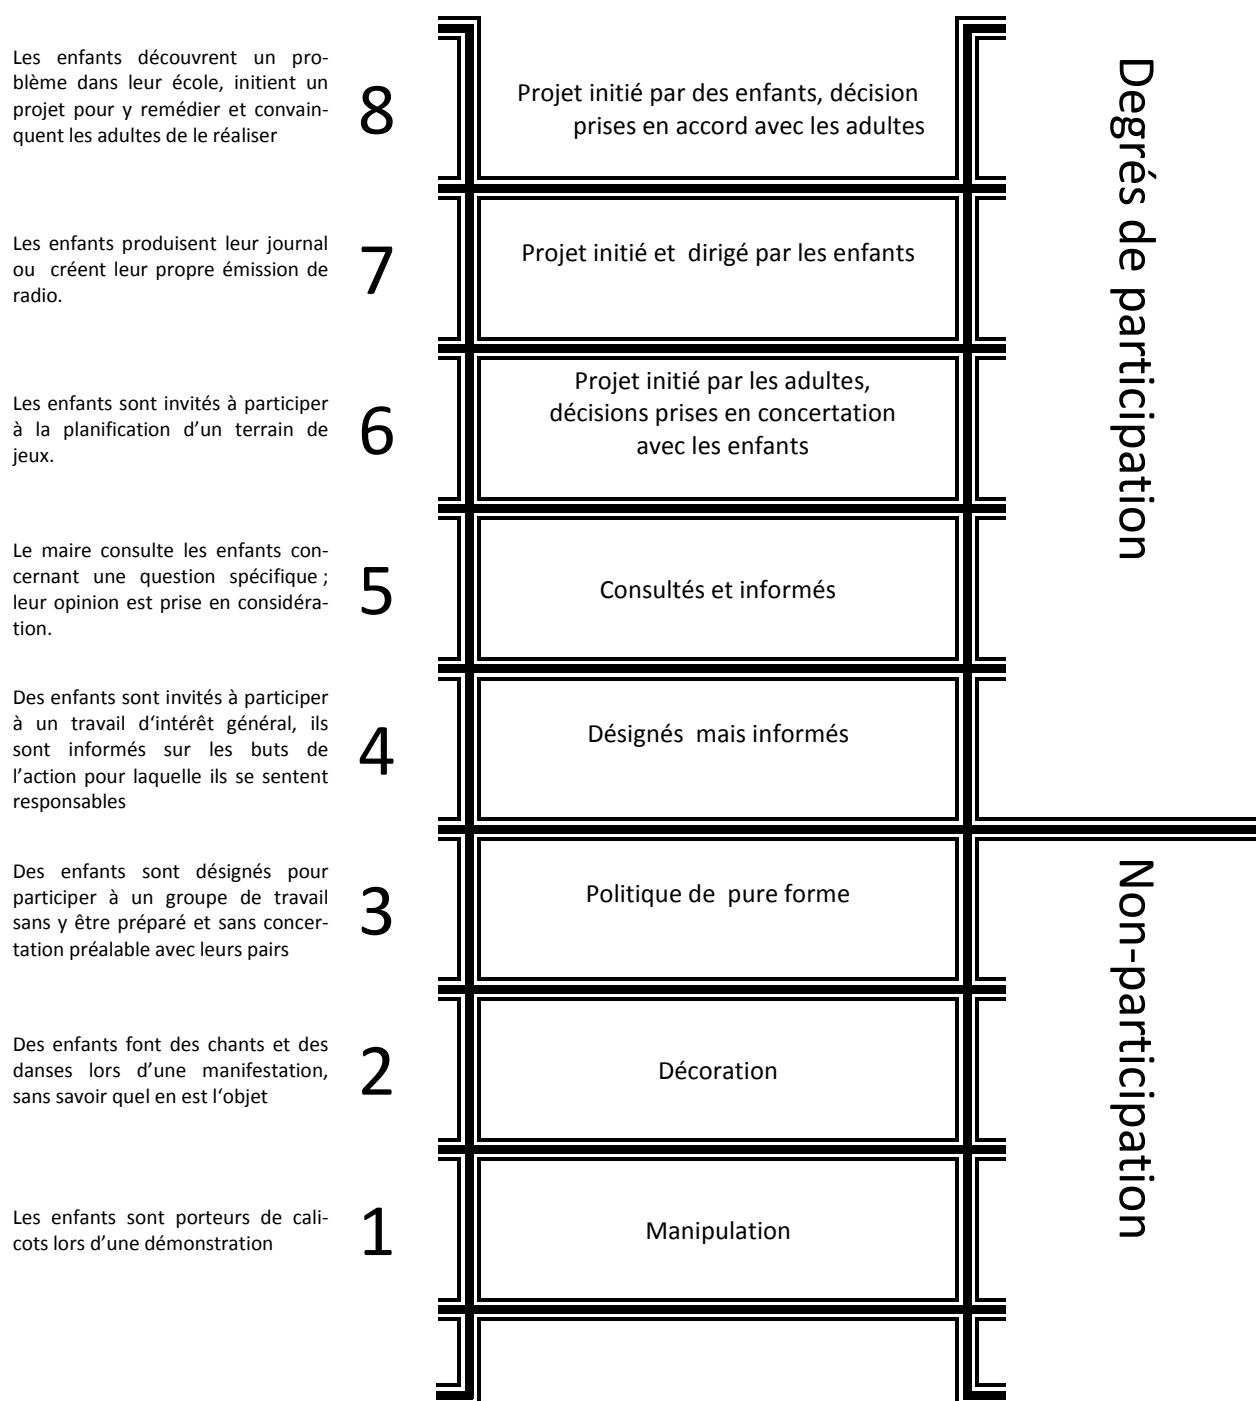 Les enfants découvrent un pro-
blème dans leur école, initient un
projet pour y remédier et convain-
quent les adultes de le réaliser
8
Projet initié par des enfants, décision
prises en accord avec les adultes
Degrés de participation
Les enfants produisent leur journal
ou créent leur propre émission de
radio.
7
Projet initié et dirigé par les enfants
Les enfants sont invités à participer
à la planification d’un terrain de
jeux.
6
Projet initié par les adultes,
décisions prises en concertation
avec les enfants
Le maire consulte les enfants con-
cernant une question spécifique ;
leur opinion est prise en considéra-
tion.
5
Consultés et informés
Des enfants sont invités à participer
à un travail d‘intérêt général, ils
sont informés sur les buts de
l’action pour laquelle ils se sentent
responsables
4
Désignés mais informés
Des enfants sont désignés pour
participer à un groupe de travail
sans y être préparé et sans concer-
tation préalable avec leurs pairs
3
Politique de pure forme
Non-participation
Des enfants font des chants et des
danses lors d’une manifestation,
sans savoir quel en est l‘objet
2
Décoration
Les enfants sont porteurs de cali-
cots lors d’une démonstration
1
Manipulation